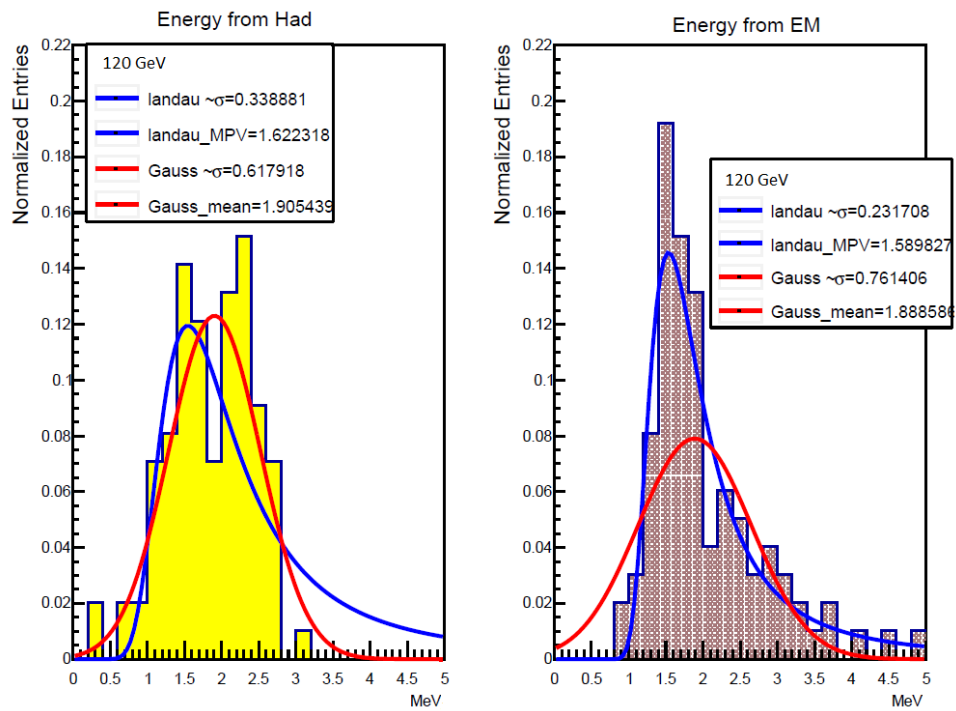 Energy from Had
Normalized Entries
0.22
0.2
0.18
0.16
0.14
0.12
0.1
0.08
0.06
0.04
0.02
0
120 GeV
landau ~σ=0.338881
landau_MPV=1.622318
Gauss ~σ=0.617918
Gauss_mean=1.905439
0 0.5 1 1.5 2 2.5 3 3.5 4 4.5 5
MeV
Energy from EM
Normalized Entries
0.22
0.2
0.18
0.16
0.14
0.12
0.1
0.08
0.06
0.04
0.02
0
120 GeV
landau ~σ=0.231708
landau_MPV=1.589827
Gauss ~σ=0.761406
Gauss_mean=1.888586
0 0.5 1 1.5 2 2.5 3 3.5 4 4.5 5
MeV